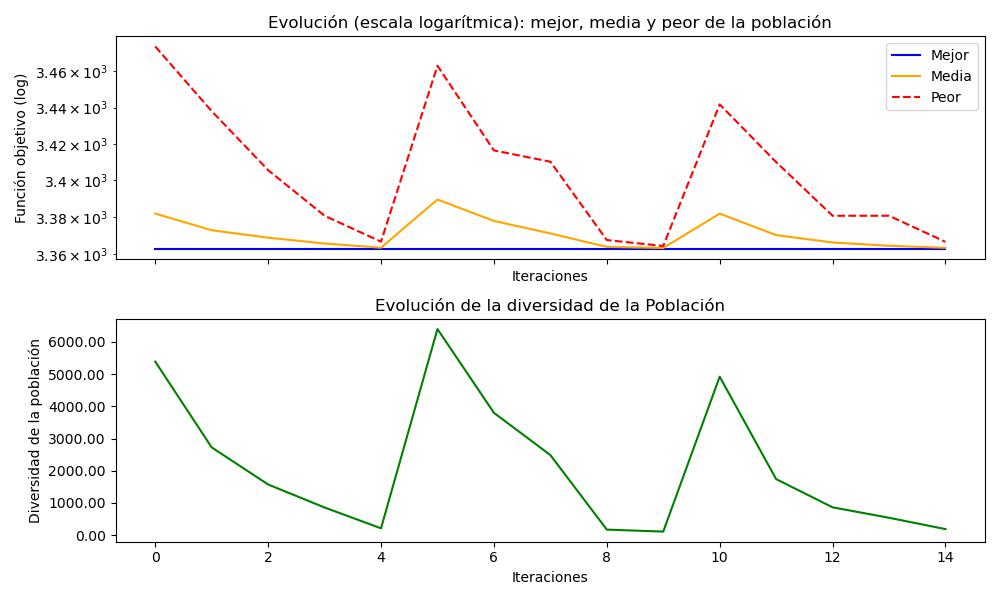 Evolución (escala logarítmica): mejor, media y peor de la población
Función objetivo (log)
3.46 × 10³
3.44 × 10³
3.42 × 10³
3.4 × 10³
3.38 × 10³
3.36 × 10³
Mejor
Media
Peor
Iteraciones
Evolución de la diversidad de la Población
Diversidad de la población
6000.00
5000.00
4000.00
3000.00
2000.00
1000.00
0.00
0 2 4 6 8 10 12 14
Iteraciones